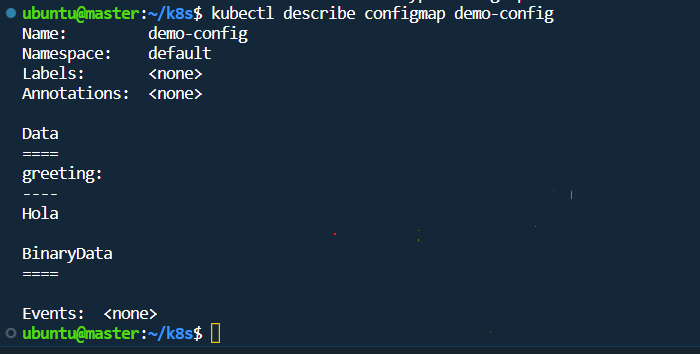 ubuntu@master:~/k8s$ kubectl describe configmap demo-config
Name:         demo-config
Namespace:    default
Labels:       <none>
Annotations:  <none>

Data
====
greeting:
----
Hola

BinaryData
====

Events:  <none>
ubuntu@master:~/k8s$